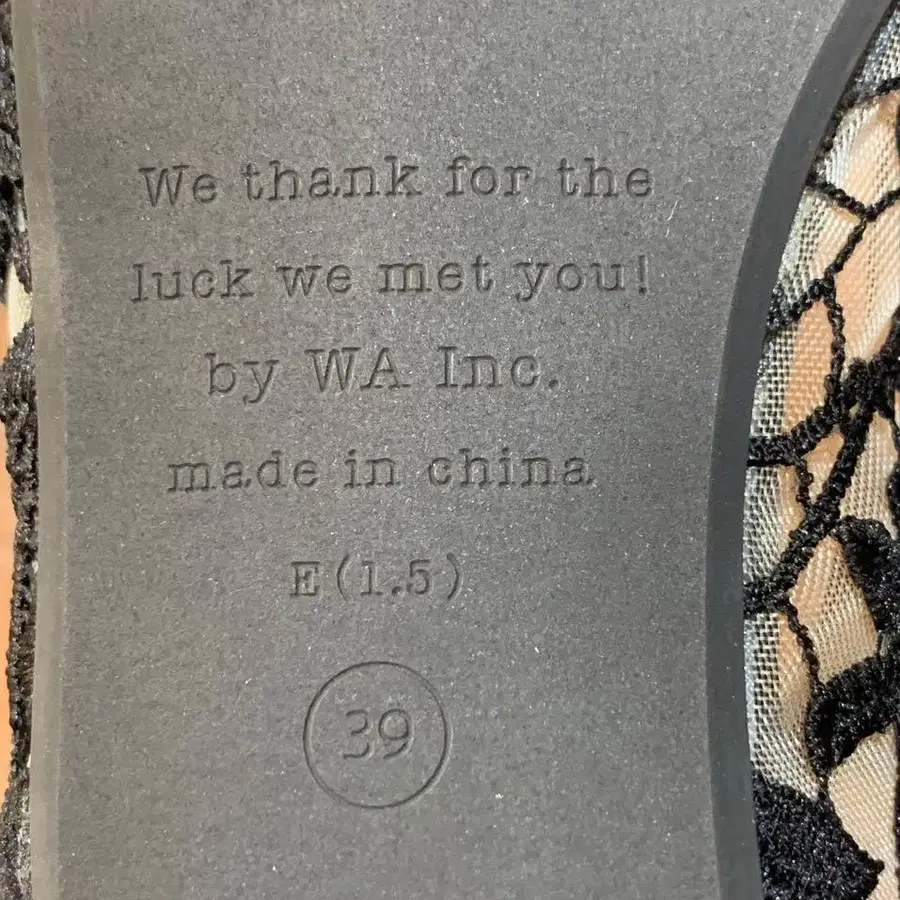 We thank for the
luck we met you!
by WA Inc.
made in china
E(1.5)
39